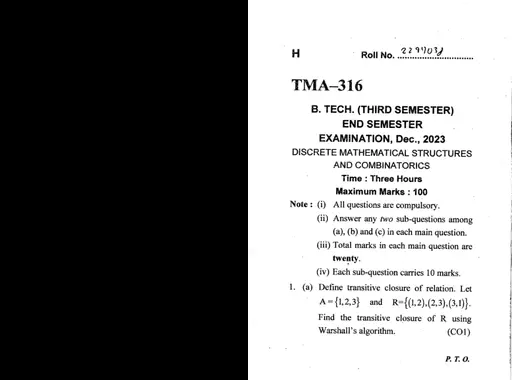 H
Roll No.
TMA–316
B. TECH. (THIRD SEMESTER)
END SEMESTER
EXAMINATION, Dec., 2023
DISCRETE MATHEMATICAL STRUCTURES
AND COMBINATORICS
Time : Three Hours
Maximum Marks : 100
Note : (i) All questions are compulsory.
(ii) Answer any two sub-questions among
(a), (b) and (c) in each main question.
(iii) Total marks in each main question are
twenty.
(iv) Each sub-question carries 10 marks.
1. (a) Define transitive closure of relation. Let
A = {1,2,3} and R={(1,2),(2,3),(3,1)}.
Find the transitive closure of R using
Warshall's algorithm. (CO1)
P. T. O.